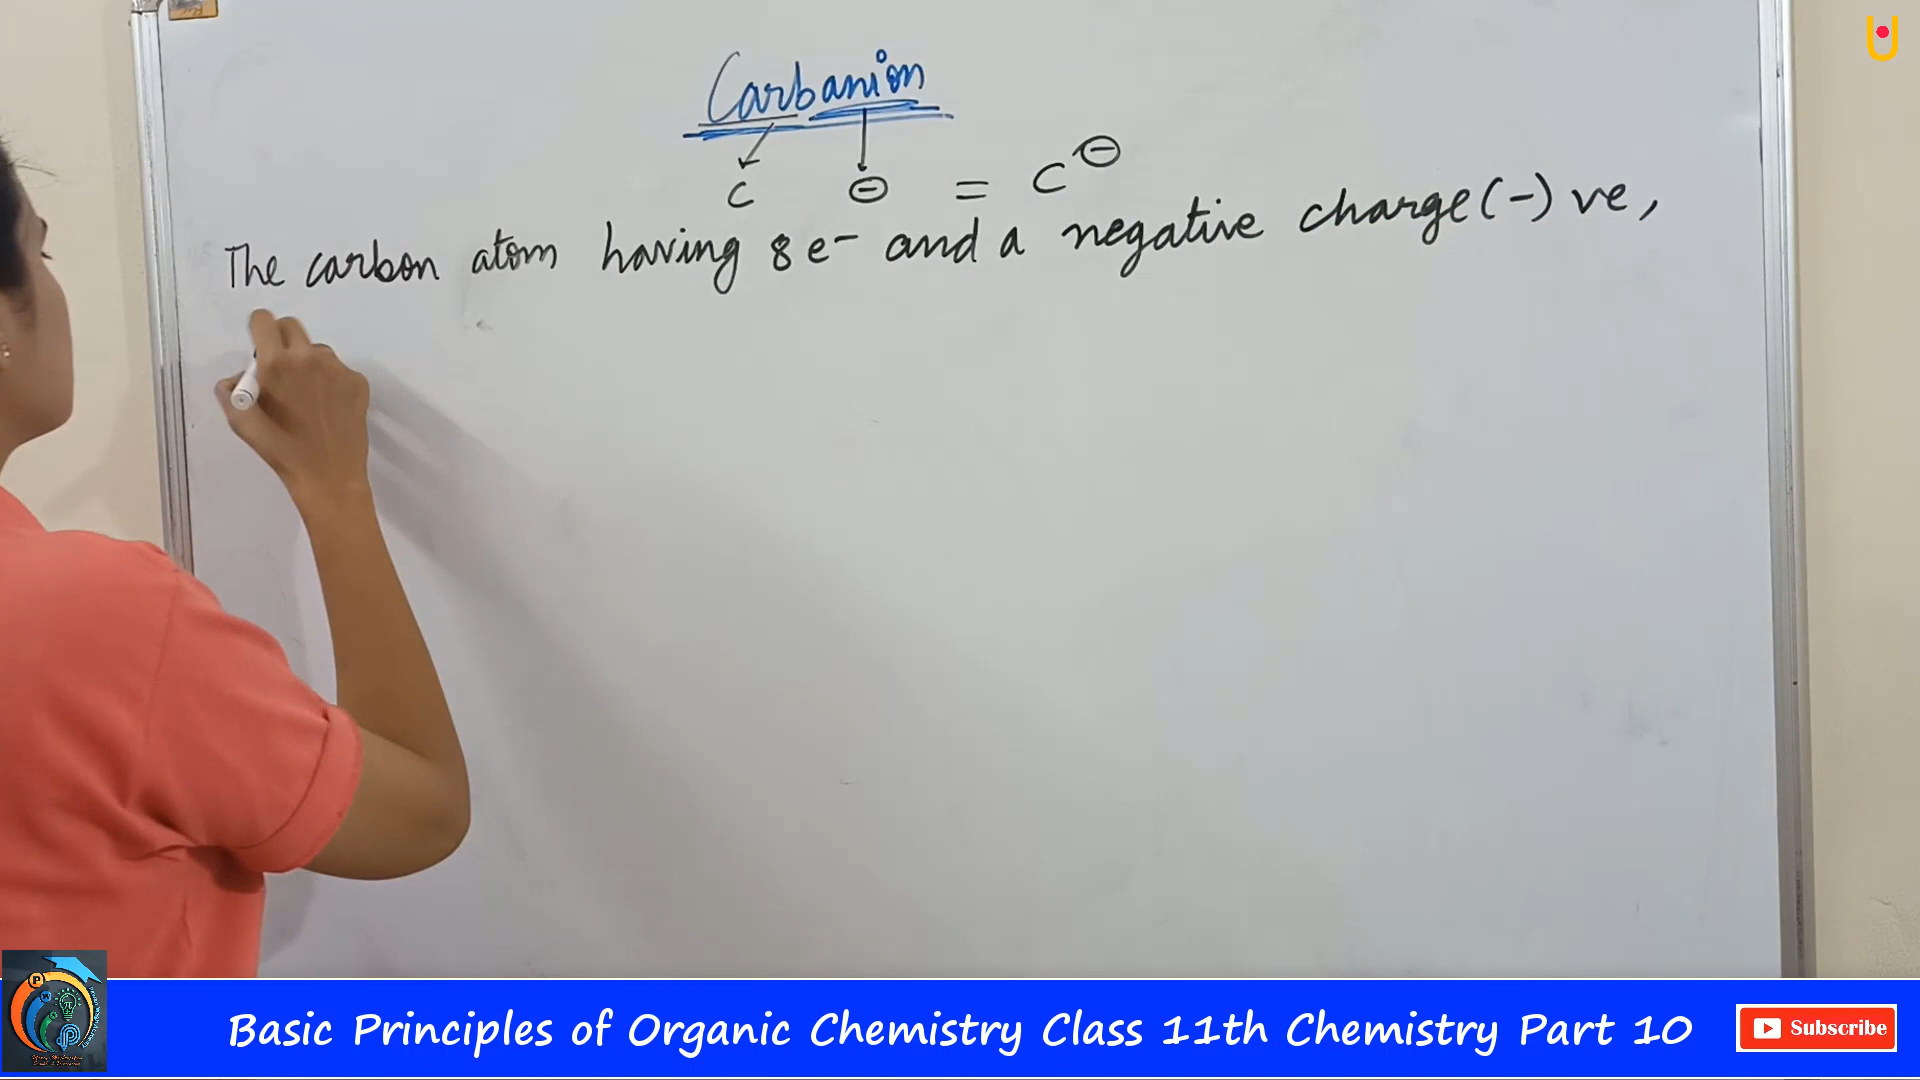 Carbanion
C ⊖ = C⊖
The carbon atom having 8 e- and a negative charge (-) ve,
Basic Principles of Organic Chemistry Class 11th Chemistry Part 10
Subscribe